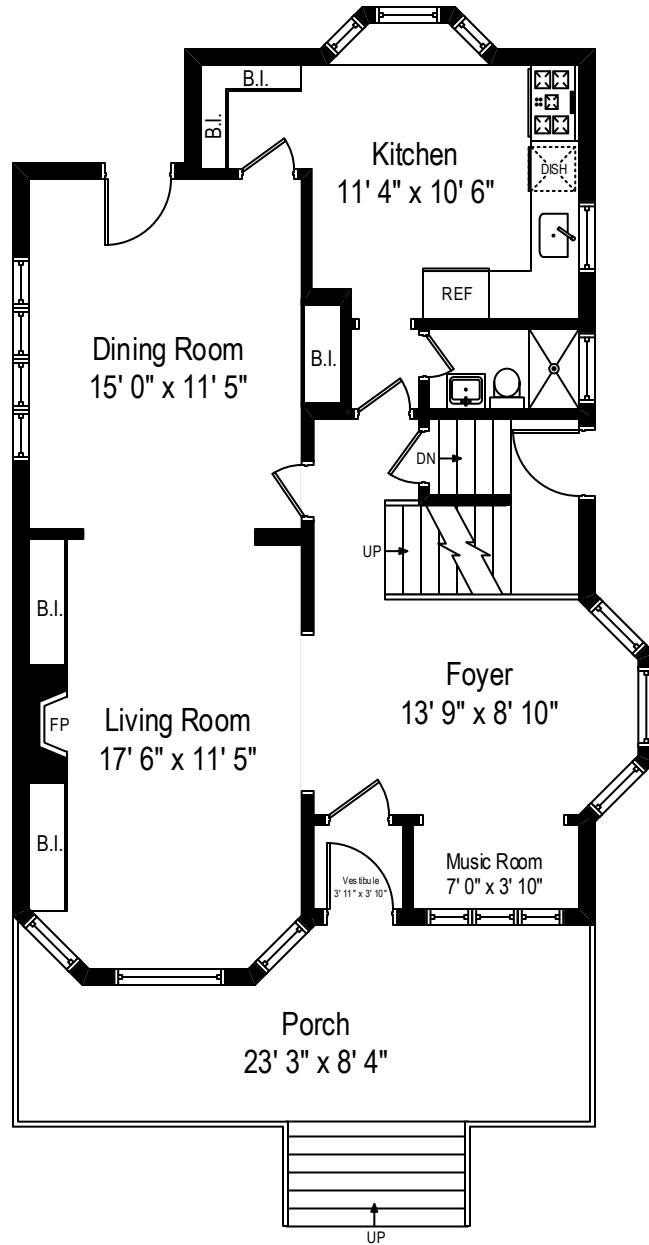 B.I.
B.I.
Kitchen
11' 4" x 10' 6"
DISH
REF
Dining Room
15' 0" x 11' 5"
B.I.
DN
UP
B.I.
Foyer
13' 9" x 8' 10"
FP
Living Room
17' 6" x 11' 5"
B.I.
Music Room
7' 0" x 3' 10"
Vestibule
3' 11" x 3' 10"
Porch
23' 3" x 8' 4"
UP